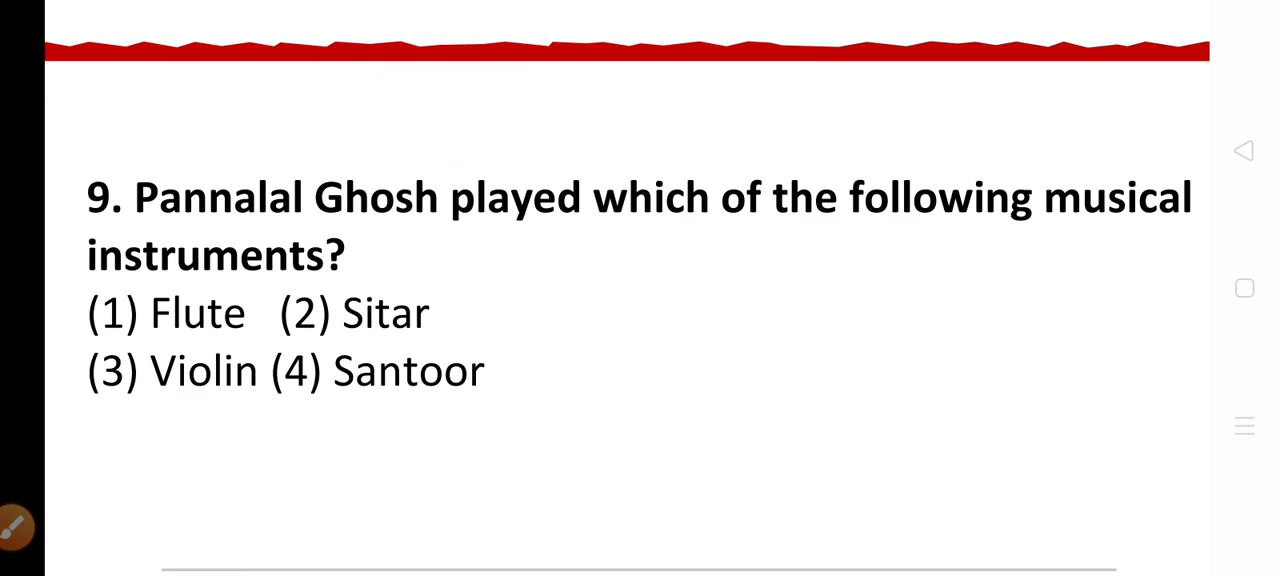 9. Pannalal Ghosh played which of the following musical
instruments?
(1) Flute (2) Sitar
(3) Violin (4) Santoor